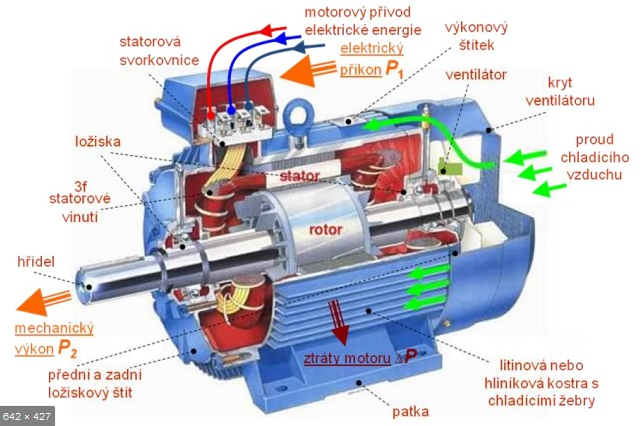 motorový přívod
elektrické energie
elektrický
příkon P1
výkonový
štítek
statorová
svorkovnice
ventilátor
kryt
ventilátoru
ložiska
proud
chladicího
vzduchu
stator
3f
statorové
vinutí
rotor
hřídel
mechanický
výkon P2
ztráty motoru ΔP
přední a zadní
ložiskový štít
litinová nebo
hliníková kostra s
chladicími žebry
patka
642 × 427